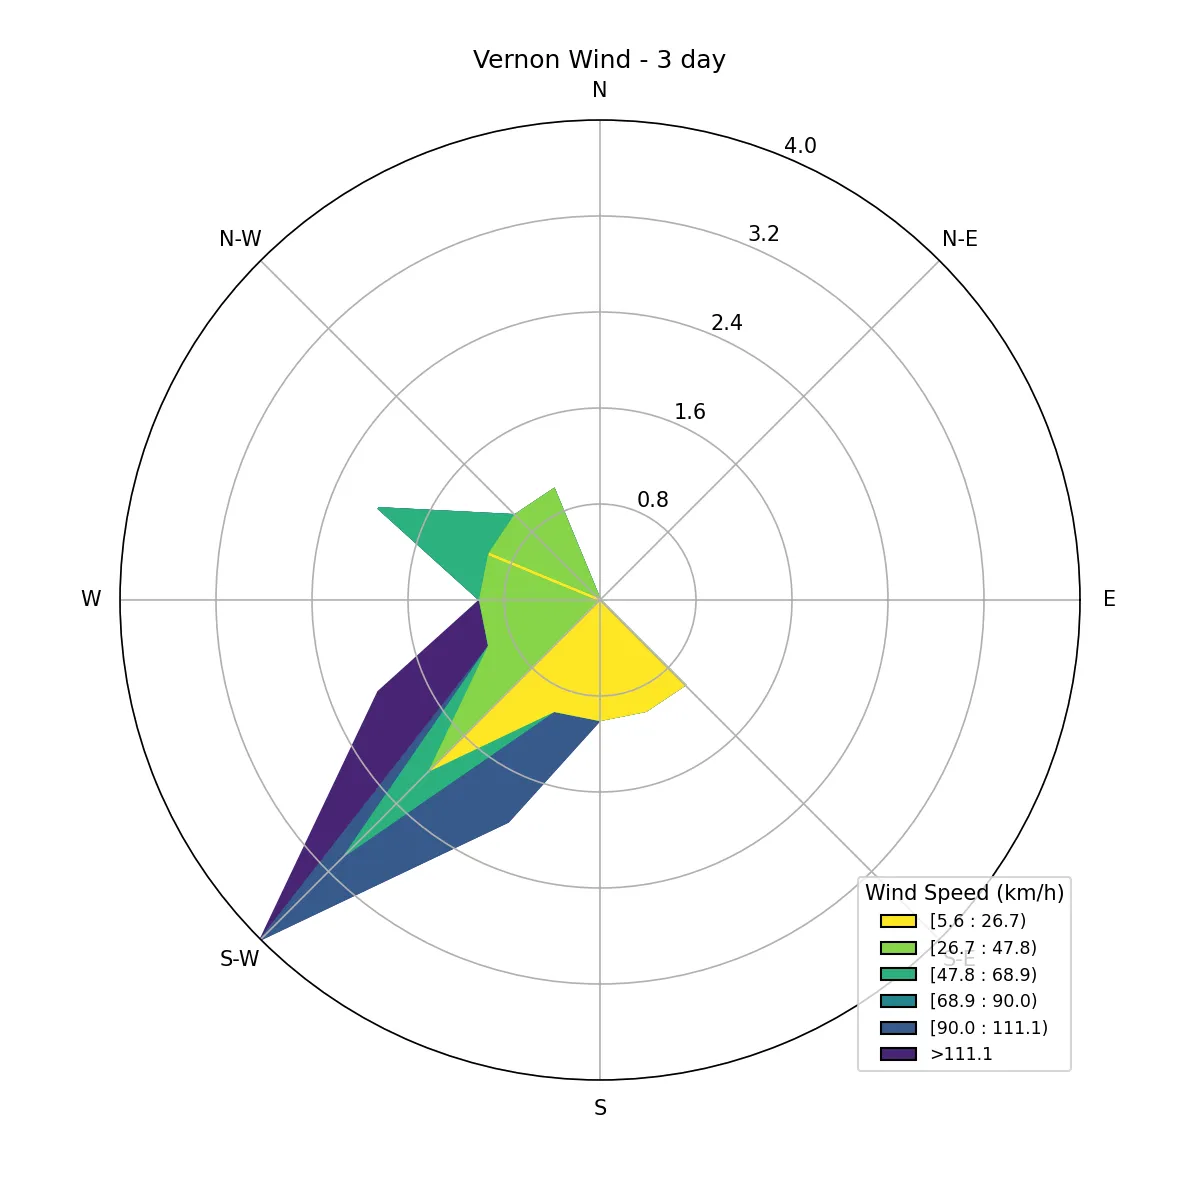 Vernon Wind - 3 day
N
4.0
N-W
3.2
N-E
2.4
1.6
0.8
W
E
S-W
S-E
S
Wind Speed (km/h)
[5.6 : 26.7)
[26.7 : 47.8)
[47.8 : 68.9)
[68.9 : 90.0)
[90.0 : 111.1)
>111.1